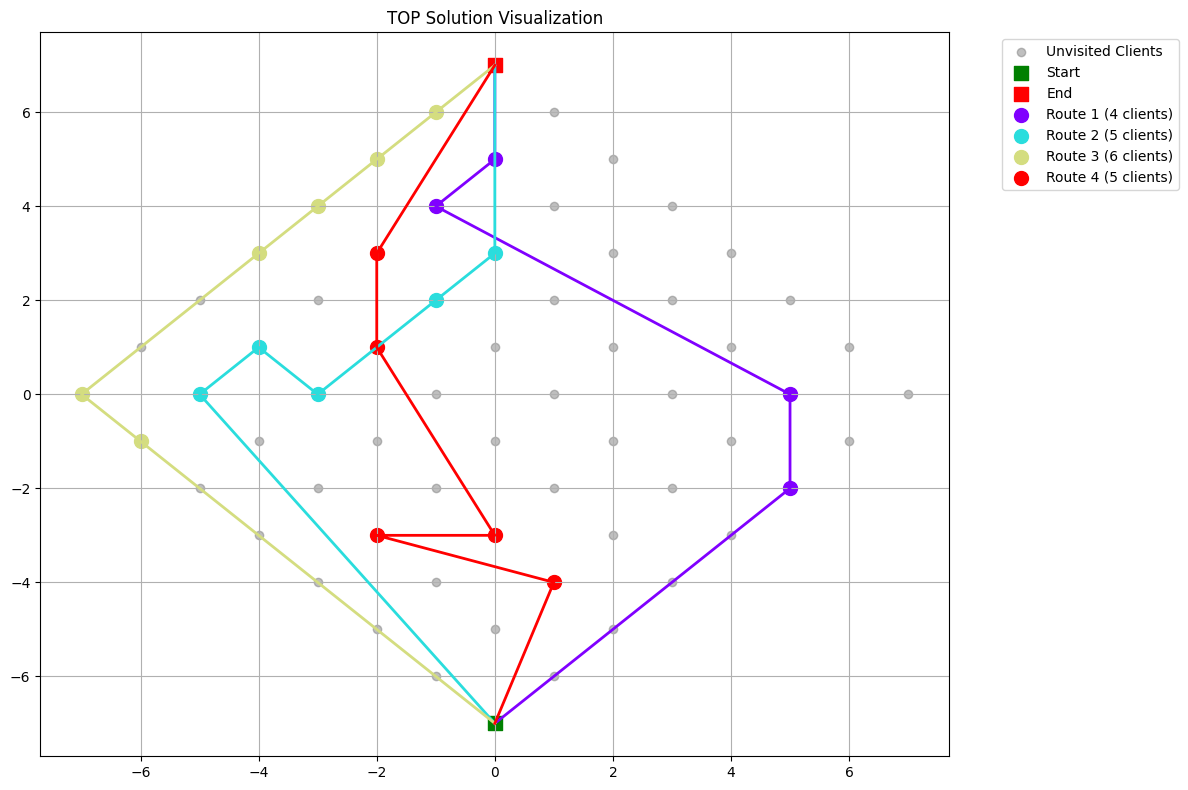 TOP Solution Visualization
Unvisited Clients
Start
End
Route 1 (4 clients)
Route 2 (5 clients)
Route 3 (6 clients)
Route 4 (5 clients)
6
4
2
0
−2
−4
−6
−6 −4 −2 0 2 4 6